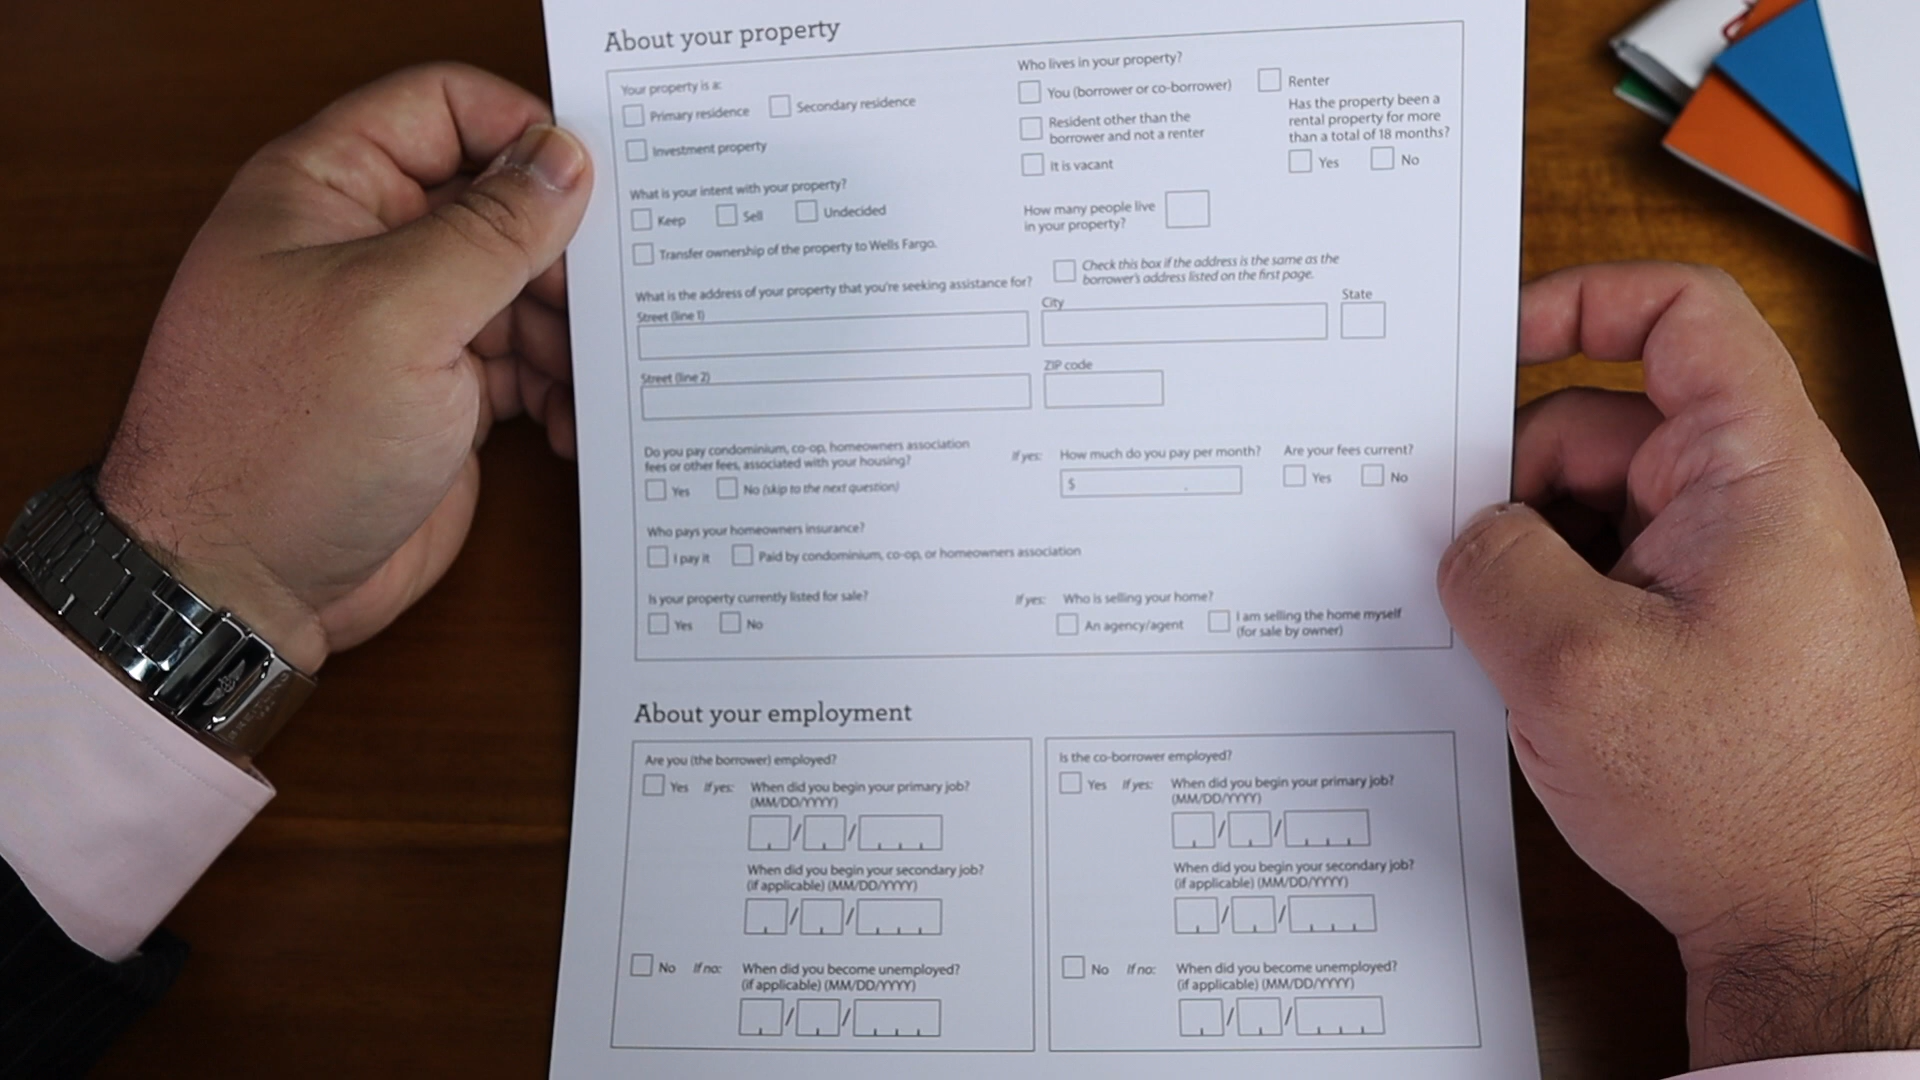 About your property
Your property is a:
Primary residence
Secondary residence
Investment property
What is your intent with your property?
Keep
Sell
Undecided
Transfer ownership of the property to Wells Fargo.
Who lives in your property?
You (borrower or co-borrower)
Resident other than the
borrower and not a renter
It is vacant
Renter
Has the property been a
rental property for more
than a total of 18 months?
Yes
No
How many people live
in your property?
What is the address of your property that you're seeking assistance for?
Check this box if the address is the same as the
borrower's address listed on the first page.
Street (line 1)
City
State
Street (line 2)
ZIP code
Do you pay condominium, co-op, homeowners association
fees or other fees, associated with your housing?
Yes
No (skip to the next question)
If yes:
How much do you pay per month?
$ .
Are your fees current?
Yes
No
Who pays your homeowners insurance?
I pay it
Paid by condominium, co-op, or homeowners association
Is your property currently listed for sale?
Yes
No
If yes:
Who is selling your home?
An agency/agent
I am selling the home myself
(for sale by owner)
About your employment
Are you (the borrower) employed?
Yes
If yes:
When did you begin your primary job?
(MM/DD/YYYY)
/ /
When did you begin your secondary job?
(if applicable) (MM/DD/YYYY)
/ /
No
If no:
When did you become unemployed?
(if applicable) (MM/DD/YYYY)
/ /
Is the co-borrower employed?
Yes
If yes:
When did you begin your primary job?
(MM/DD/YYYY)
/ /
When did you begin your secondary job?
(if applicable) (MM/DD/YYYY)
/ /
No
If no:
When did you become unemployed?
(if applicable) (MM/DD/YYYY)
/ /
BREITLING